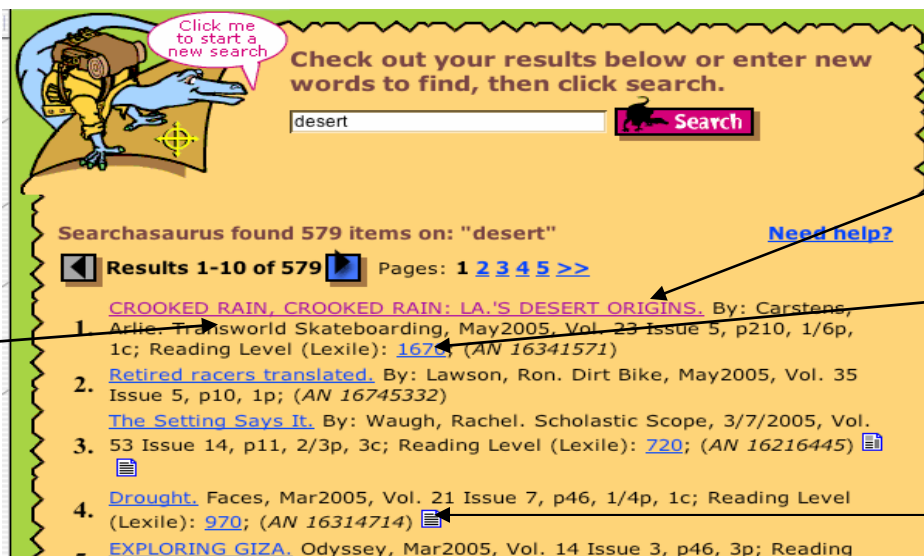 Click me
to start a
new search
Check out your results below or enter new
words to find, then click search.
desert
Search
Searchasaurus found 579 items on: "desert"
Need help?
Results 1-10 of 579 Pages: 1 2 3 4 5 >>
CROOKED RAIN, CROOKED RAIN: LA.'S DESERT ORIGINS. By: Carstens,
1. Arlie. Transworld Skateboarding, May2005, Vol. 23 Issue 5, p210, 1/6p,
1c; Reading Level (Lexile): 1670; (AN 16341571)
Retired racers translated. By: Lawson, Ron. Dirt Bike, May2005, Vol. 35
2. Issue 5, p10, 1p; (AN 16745332)
The Setting Says It. By: Waugh, Rachel. Scholastic Scope, 3/7/2005, Vol.
3. 53 Issue 14, p11, 2/3p, 3c; Reading Level (Lexile): 720; (AN 16216445)
Drought. Faces, Mar2005, Vol. 21 Issue 7, p46, 1/4p, 1c; Reading Level
4. (Lexile): 970; (AN 16314714)
EXPLORING GIZA. Odyssey, Mar2005, Vol. 14 Issue 3, p46, 3p; Reading